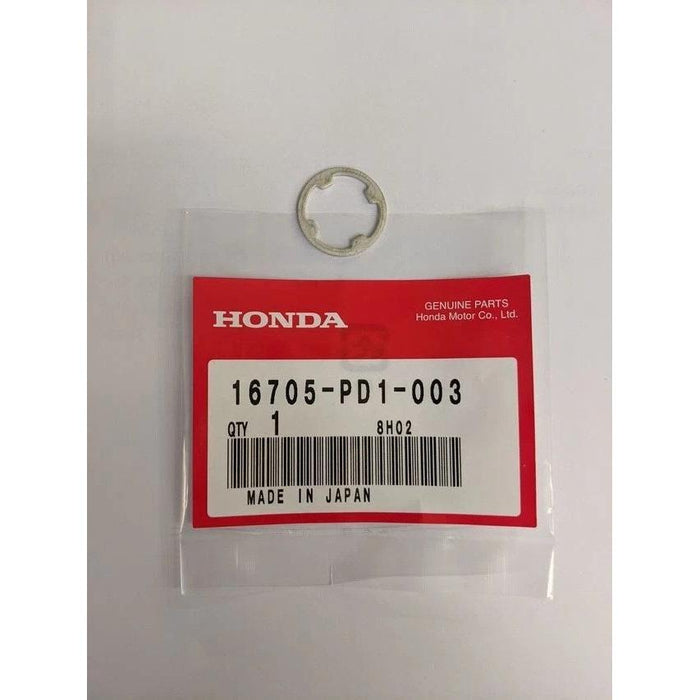 HONDA
GENUINE PARTS
Honda Motor Co., Ltd.
16705-PD1-003
QTY 1 8H02
MADE IN JAPAN